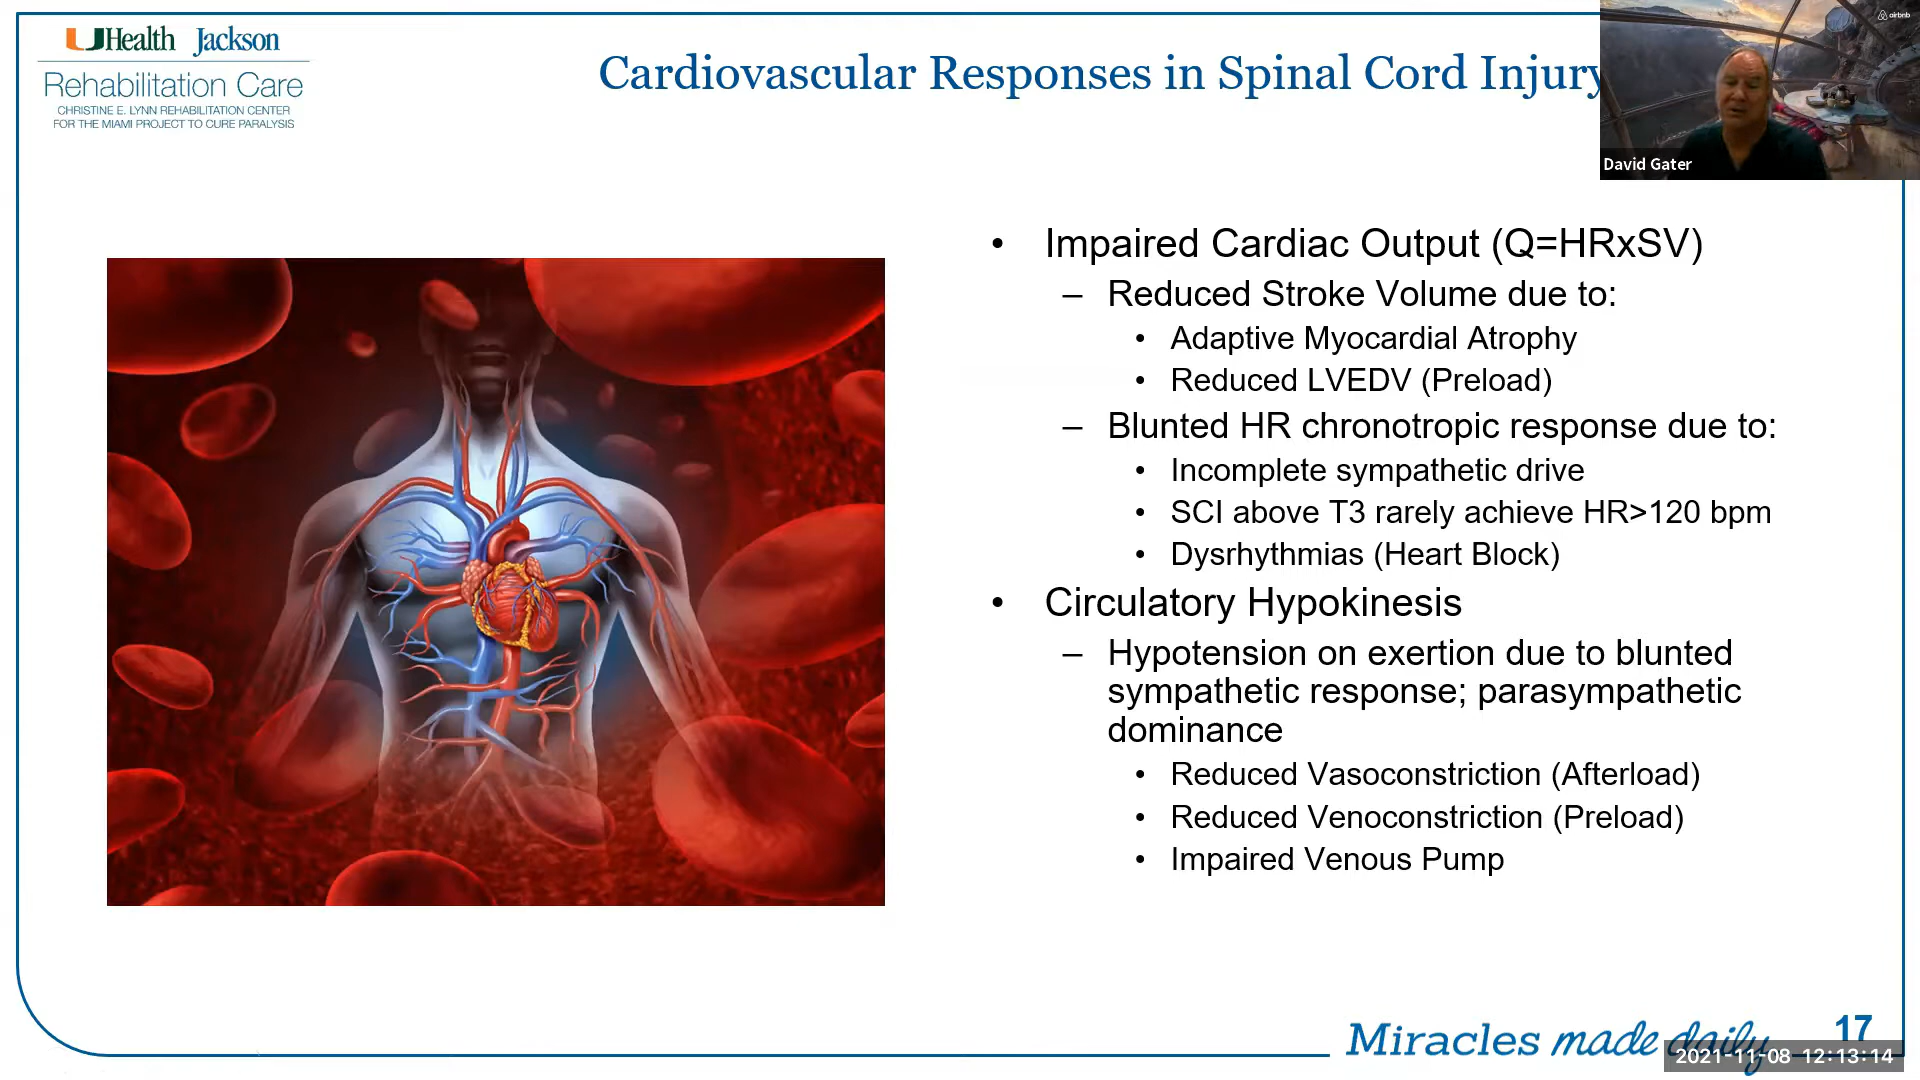 UHealth Jackson
Rehabilitation Care
CHRISTINE E. LYNN REHABILITATION CENTER
FOR THE MIAMI PROJECT TO CURE PARALYSIS
Cardiovascular Responses in Spinal Cord Injury
airbnb
David Gater
• Impaired Cardiac Output (Q=HRxSV)
– Reduced Stroke Volume due to:
• Adaptive Myocardial Atrophy
• Reduced LVEDV (Preload)
– Blunted HR chronotropic response due to:
• Incomplete sympathetic drive
• SCI above T3 rarely achieve HR>120 bpm
• Dysrhythmias (Heart Block)
• Circulatory Hypokinesis
– Hypotension on exertion due to blunted
sympathetic response; parasympathetic
dominance
• Reduced Vasoconstriction (Afterload)
• Reduced Venoconstriction (Preload)
• Impaired Venous Pump
Miracles made daily
17
2021-11-08 12:13:14